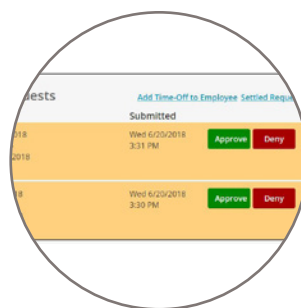 uests Add Time-Off to Employee Settled Reque
Submitted
018 Wed 6/20/2018 Approve Deny
3:31 PM
2018
18 Wed 6/20/2018 Approve Deny
3:30 PM